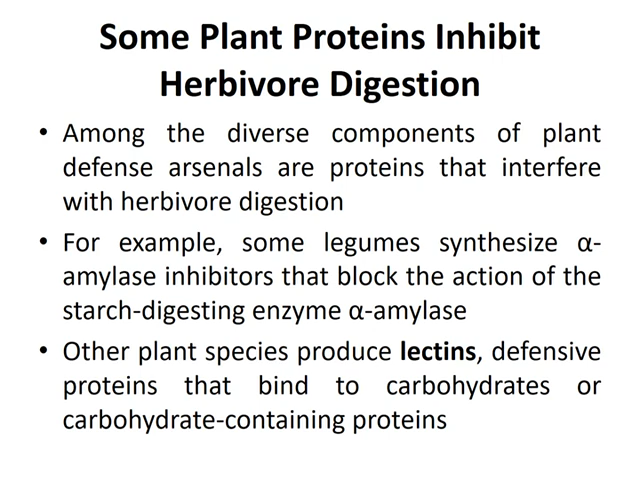 Some Plant Proteins Inhibit
Herbivore Digestion
• Among the diverse components of plant
defense arsenals are proteins that interfere
with herbivore digestion
• For example, some legumes synthesize α-
amylase inhibitors that block the action of the
starch-digesting enzyme α-amylase
• Other plant species produce lectins, defensive
proteins that bind to carbohydrates or
carbohydrate-containing proteins